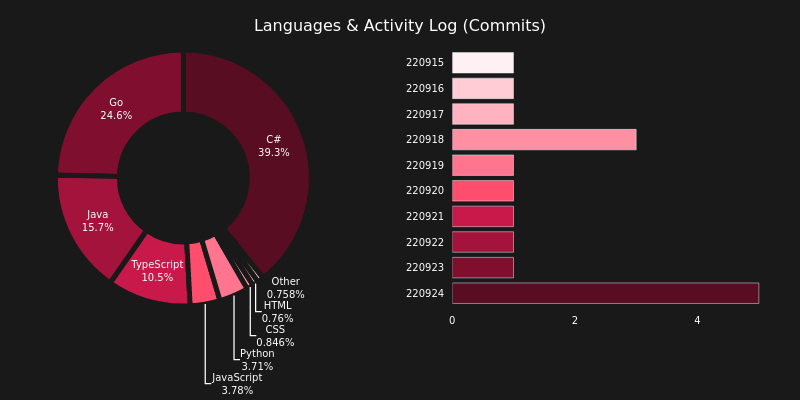 Languages & Activity Log (Commits)
Go
24.6%
C#
39.3%
Java
15.7%
TypeScript
10.5%
Other
0.758%
HTML
0.76%
CSS
0.846%
Python
3.71%
JavaScript
3.78%
220915
220916
220917
220918
220919
220920
220921
220922
220923
220924
0 2 4